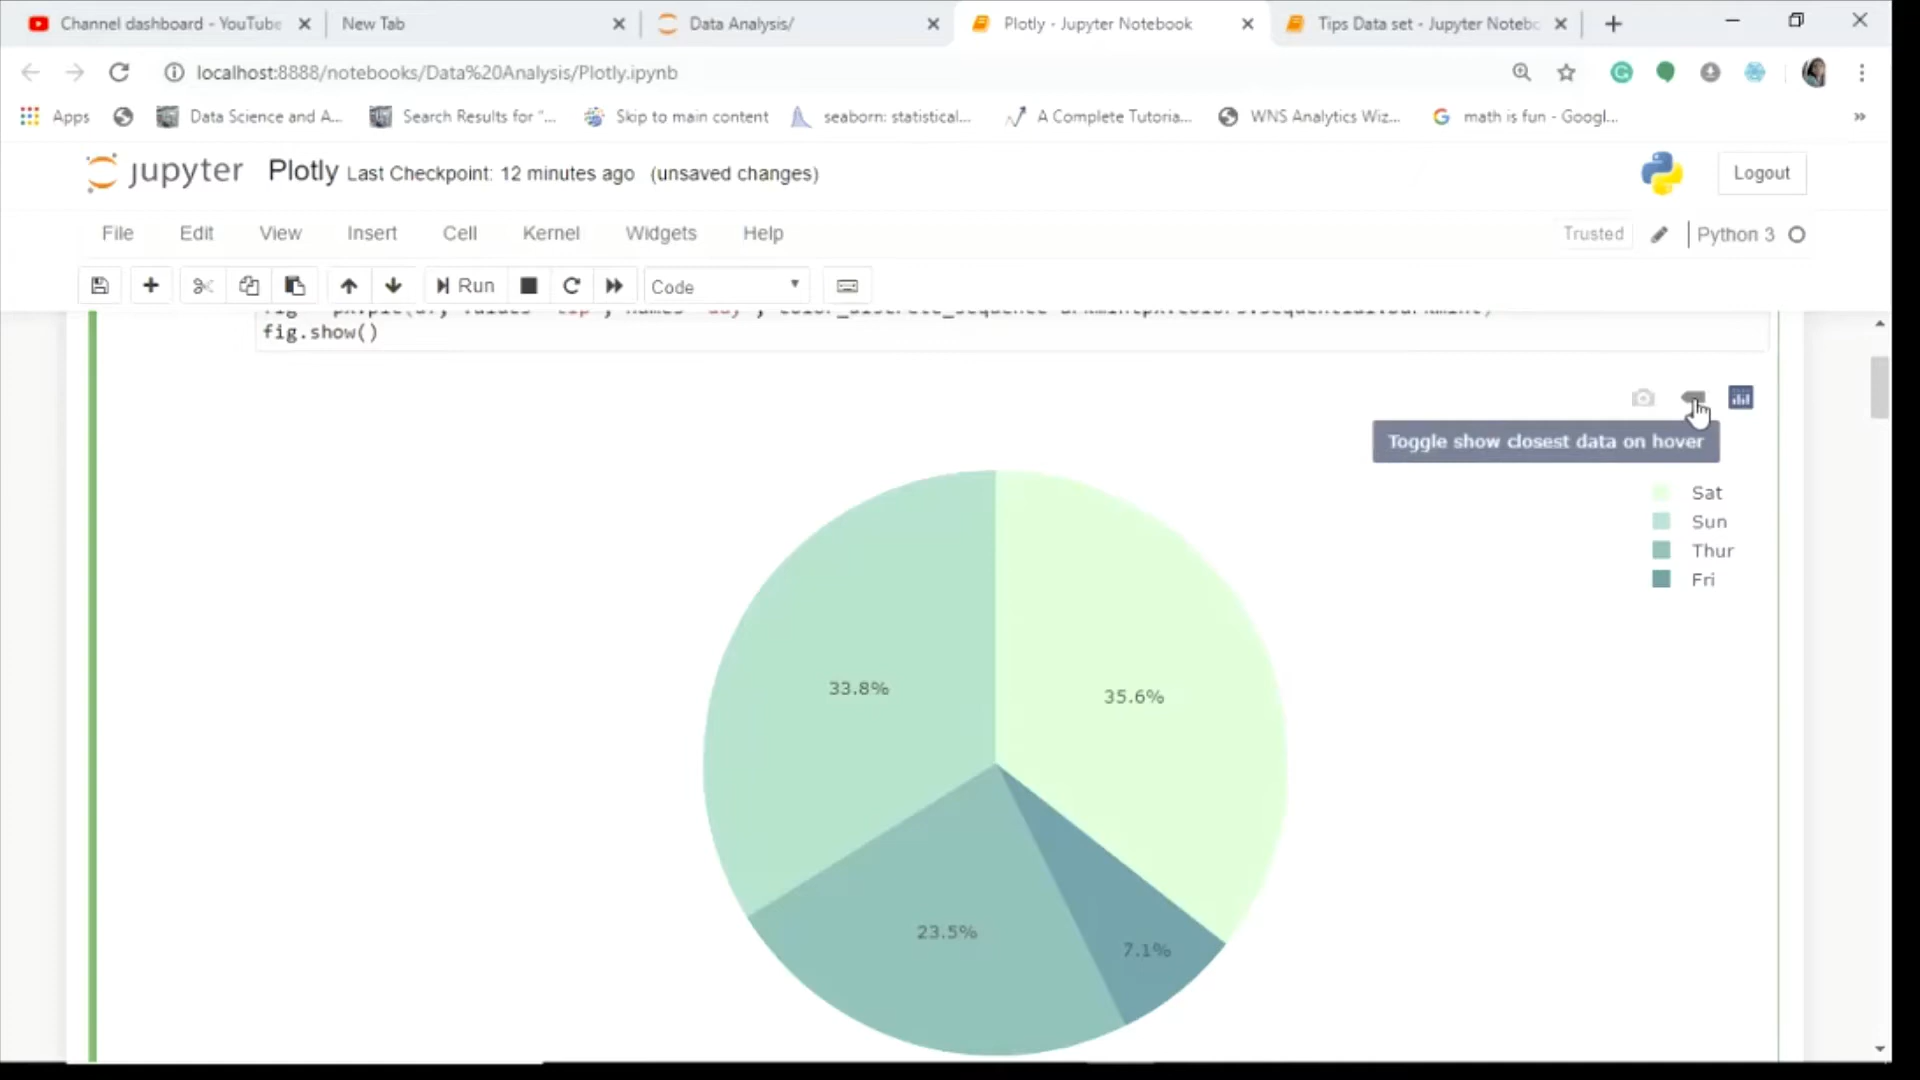 Channel dashboard - YouTube
New Tab
Data Analysis/
Plotly - Jupyter Notebook
Tips Data set - Jupyter Notebo
localhost:8888/notebooks/Data%20Analysis/Plotly.ipynb
Apps
Data Science and A...
Search Results for "...
Skip to main content
seaborn: statistical...
A Complete Tutoria...
WNS Analytics Wiz...
math is fun - Googl...
»
jupyter Plotly Last Checkpoint: 12 minutes ago (unsaved changes)
Logout
File Edit View Insert Cell Kernel Widgets Help
Trusted
Python 3
Run
Code
fig.show()
Toggle show closest data on hover
Sat
Sun
Thur
Fri
33.8%
35.6%
23.5%
7.1%